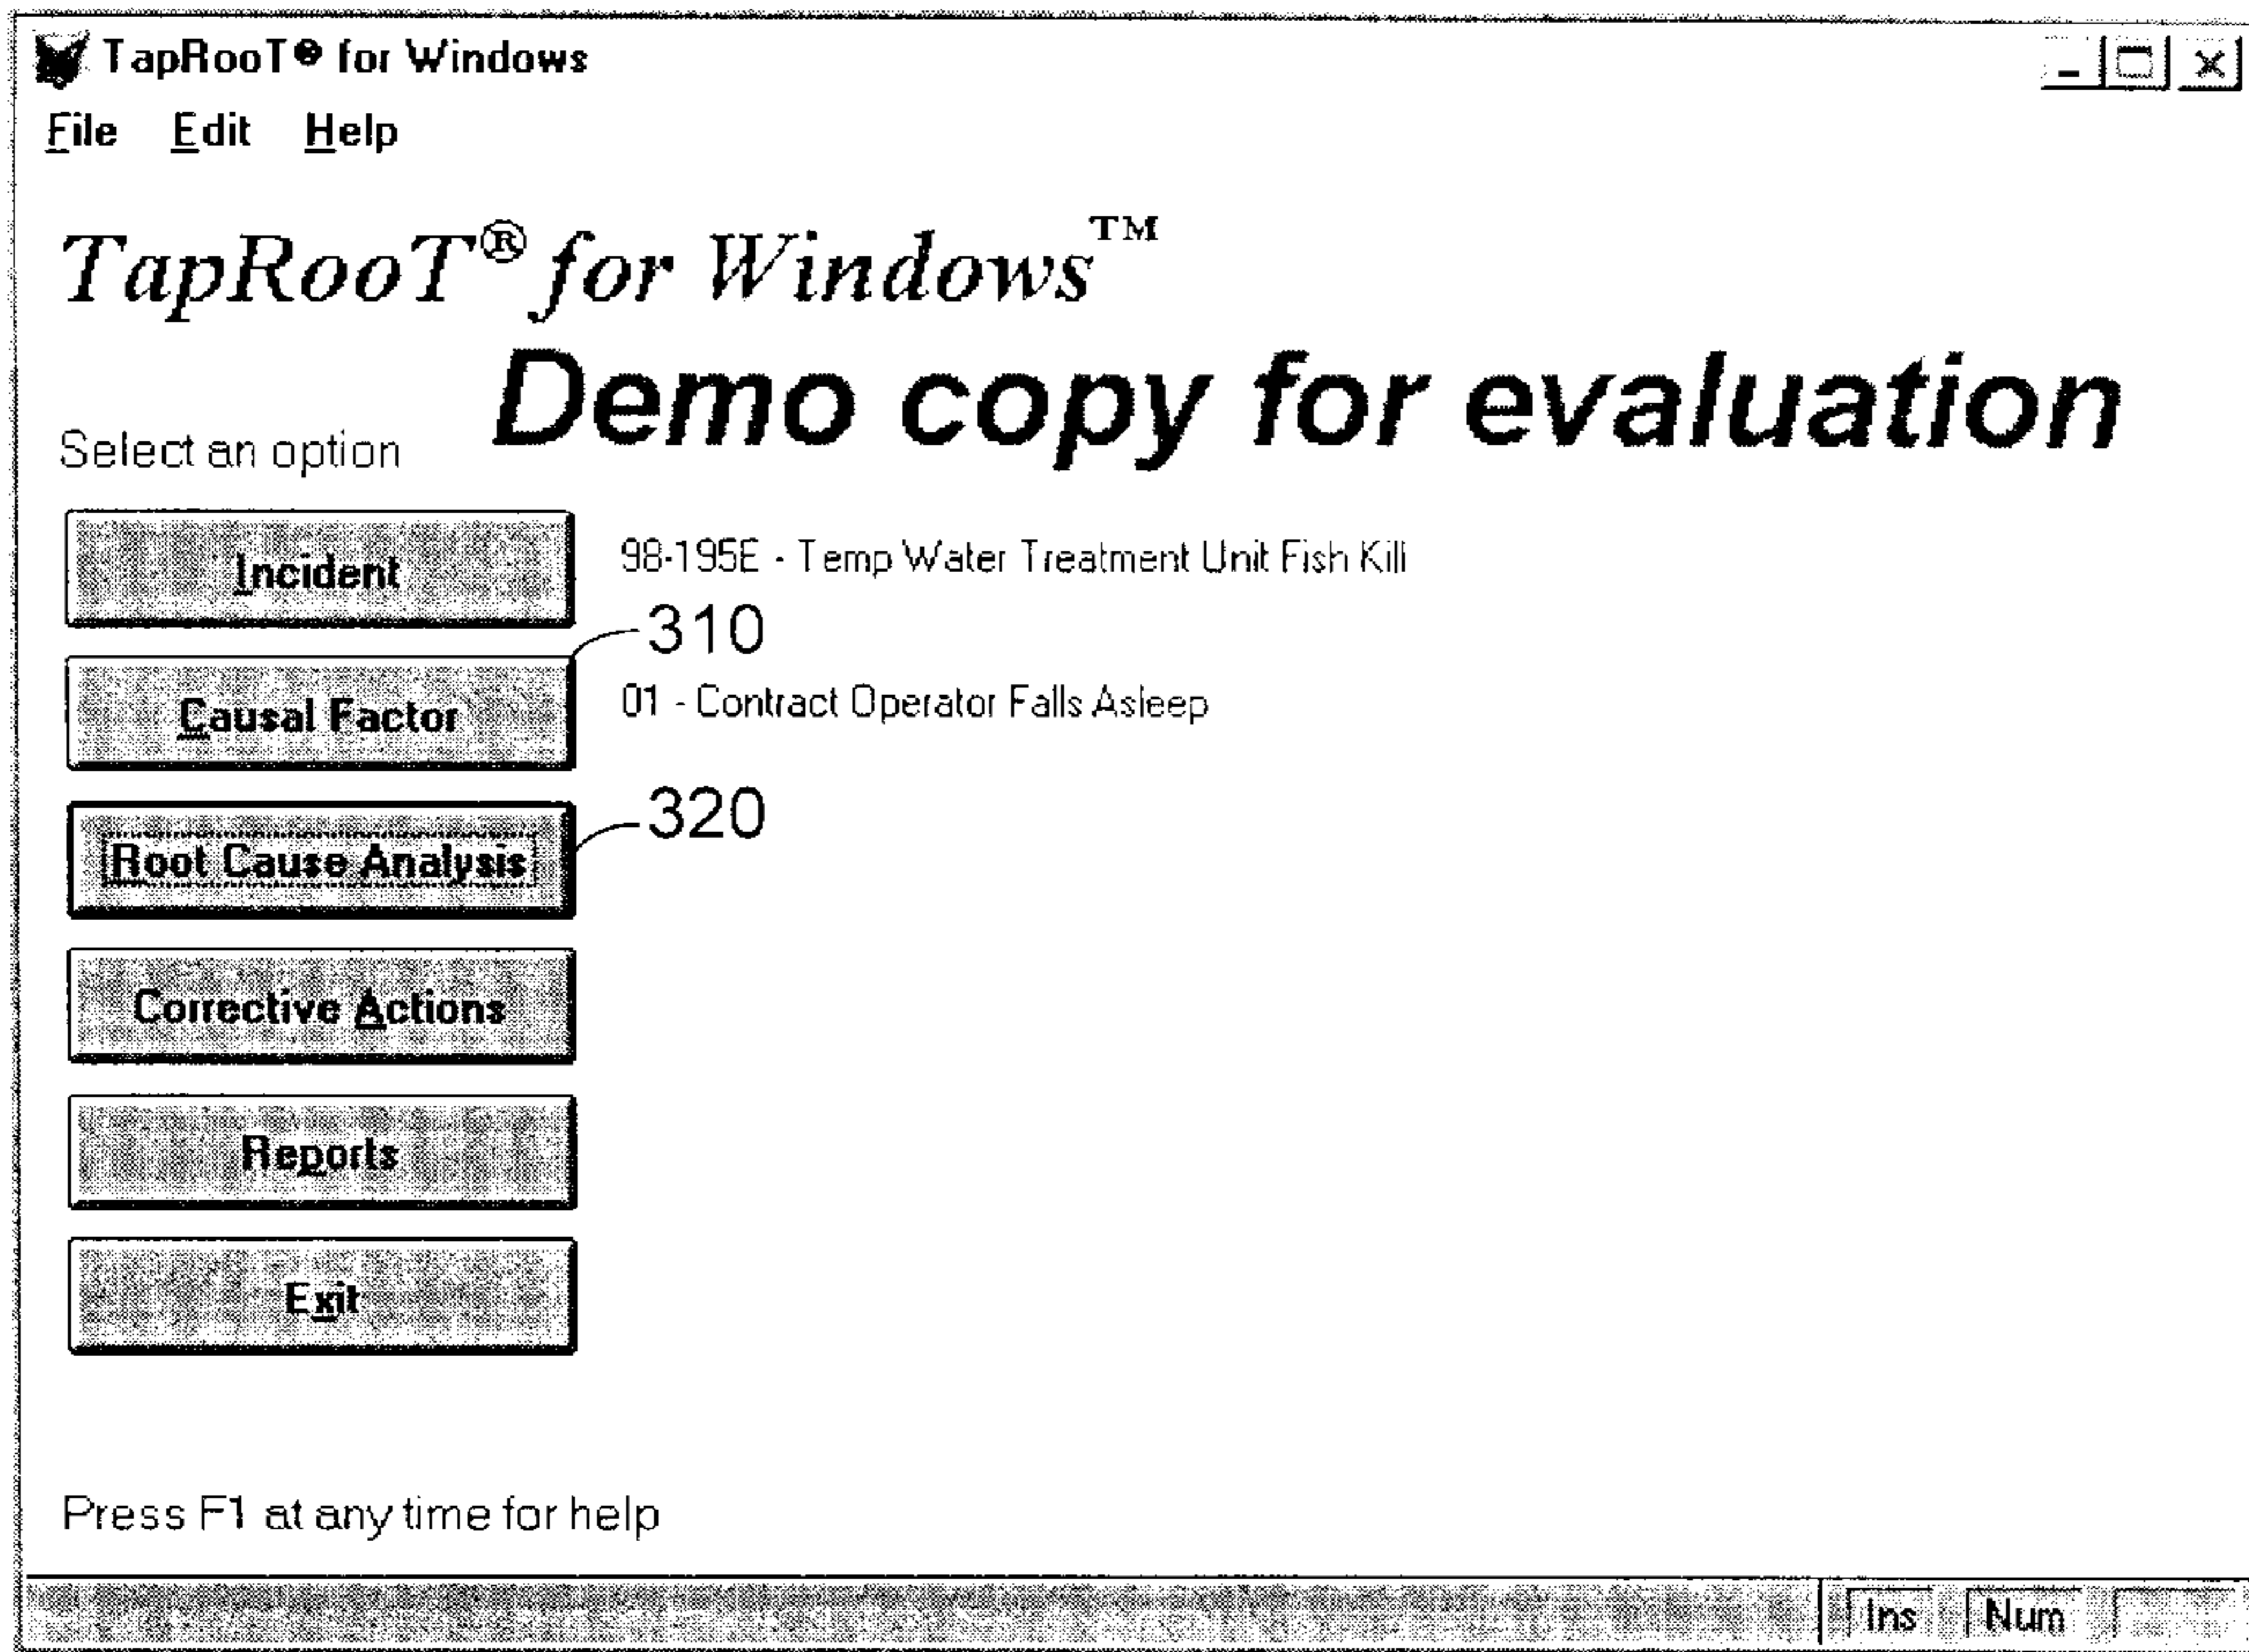 TapRooT® for Windows
File Edit Help
TapRooT® for Windows™
Demo copy for evaluation
Select an option
Incident
98-195E - Temp Water Treatment Unit Fish Kill
310
Causal Factor
01 - Contract Operator Falls Asleep
320
Root Cause Analysis
Corrective Actions
Reports
Exit
Press F1 at any time for help
Ins Num